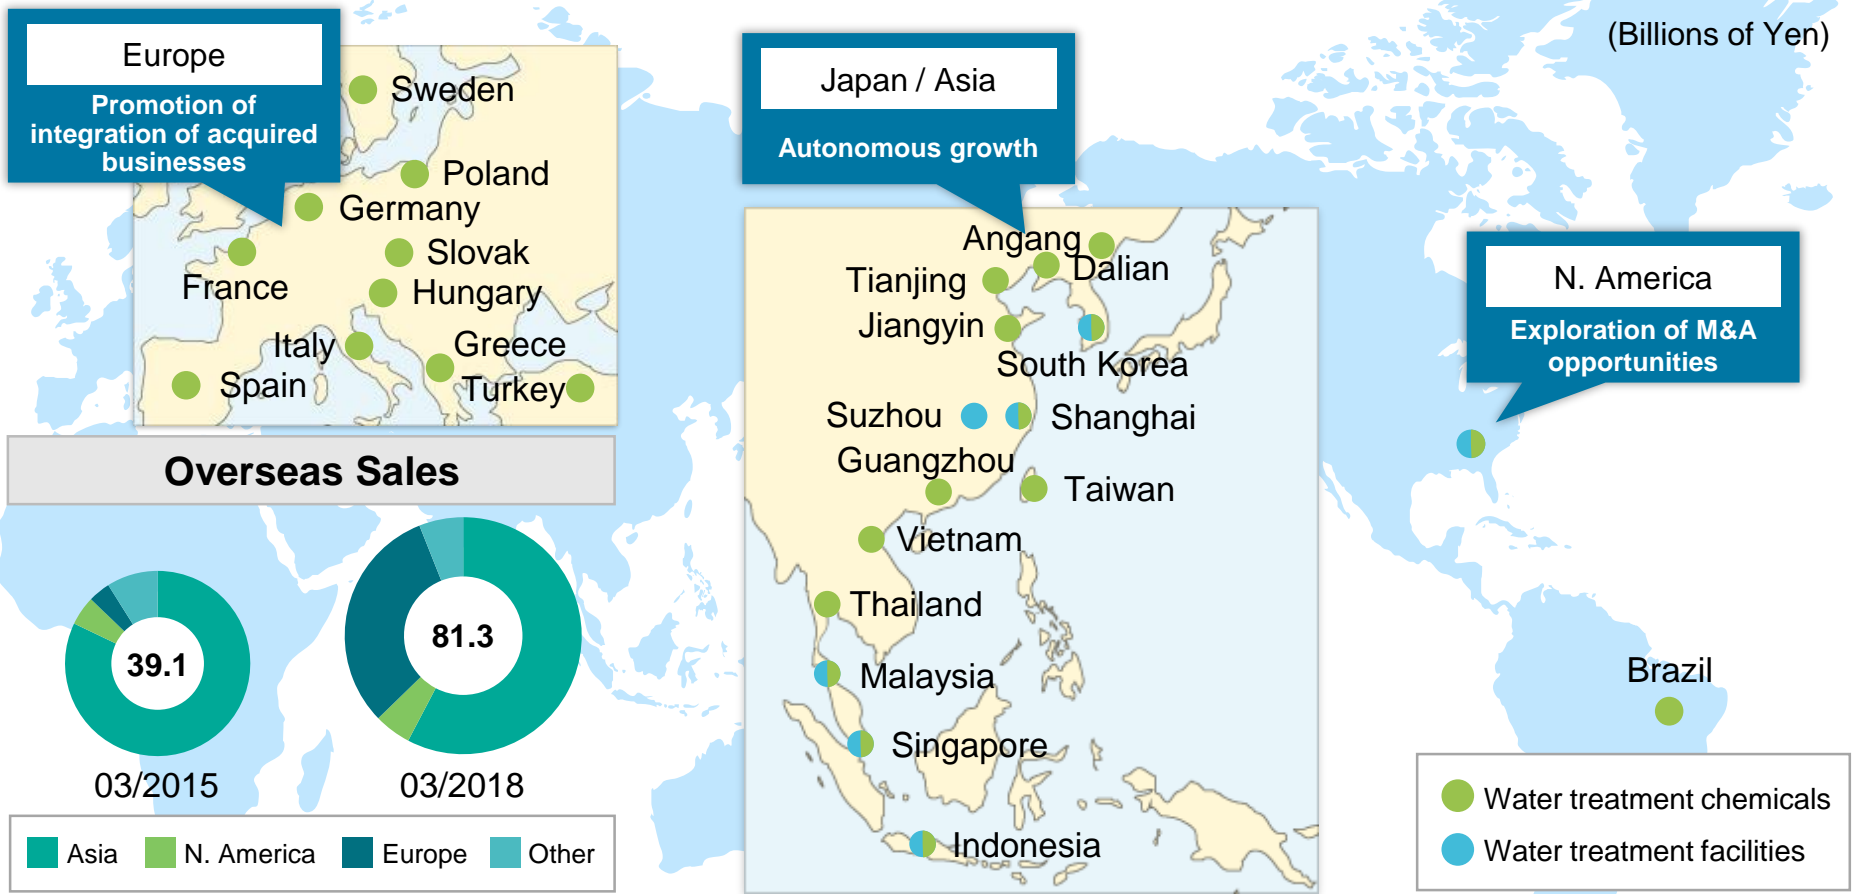 (Billions of Yen)
Europe
Promotion of
integration of acquired
businesses
Sweden
Poland
Germany
Slovak
France
Hungary
Italy
Greece
Spain
Turkey
Japan / Asia
Autonomous growth
Angang
Dalian
Tianjing
Jiangyin
South Korea
Suzhou
Shanghai
Guangzhou
Taiwan
Vietnam
Thailand
Malaysia
Singapore
Indonesia
N. America
Exploration of M&A
opportunities
Brazil
Overseas Sales
39.1
81.3
03/2015
03/2018
Asia
N. America
Europe
Other
Water treatment chemicals
Water treatment facilities